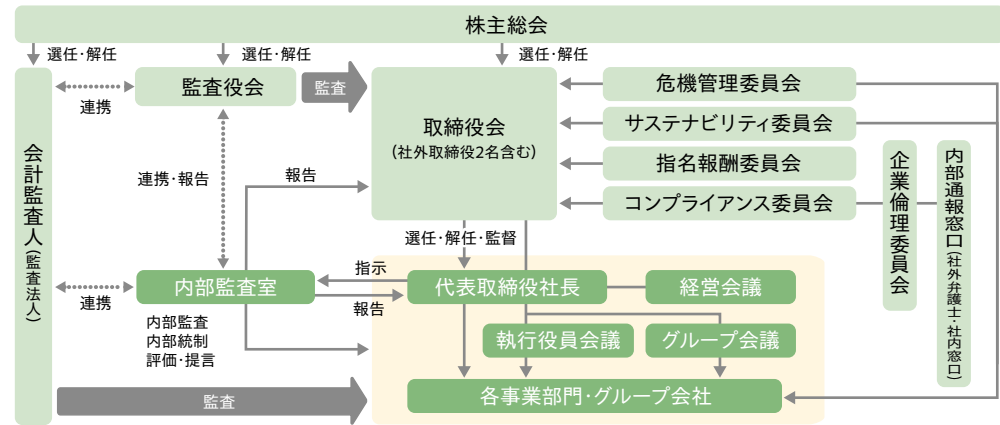 株主総会
選任・解任
選任・解任
選任・解任
会計監査人(監査法人)
連携
監査役会
監査
取締役会
(社外取締役2名含む)
危機管理委員会
サステナビリティ委員会
指名報酬委員会
コンプライアンス委員会
企業倫理委員会
内部通報窓口(社外弁護士・社内窓口)
連携・報告
報告
選任・解任・監督
連携
内部監査室
指示
報告
代表取締役社長
経営会議
内部監査
内部統制
評価・提言
執行役員会議
グループ会議
監査
各事業部門・グループ会社